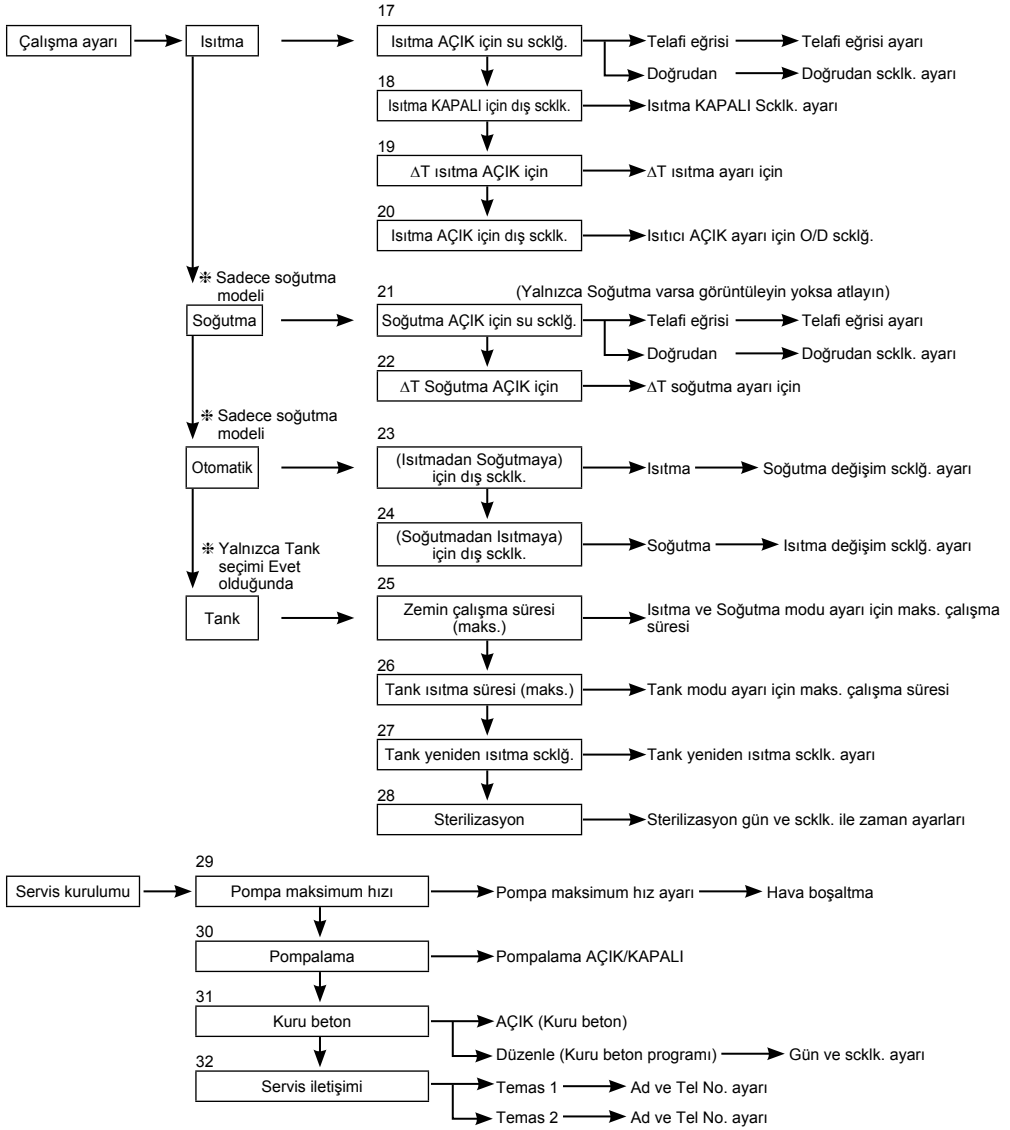 17
Çalışma ayarı
Isıtma
Isıtma AÇIK için su scklğ.
Telafi eğrisi
Telafi eğrisi ayarı
Doğrudan
Doğrudan scklk. ayarı
18
Isıtma KAPALI için dış scklk.
Isıtma KAPALI Scklk. ayarı
19
∆T ısıtma AÇIK için
∆T ısıtma ayarı için
20
Isıtma AÇIK için dış scklk.
Isıtıcı AÇIK ayarı için O/D scklğ.
⁜ Sadece soğutma
modeli
21
(Yalnızca Soğutma varsa görüntüleyin yoksa atlayın)
Soğutma
Soğutma AÇIK için su scklğ.
Telafi eğrisi
Telafi eğrisi ayarı
Doğrudan
Doğrudan scklk. ayarı
22
∆T Soğutma AÇIK için
∆T soğutma ayarı için
⁜ Sadece soğutma
modeli
23
Otomatik
(Isıtmadan Soğutmaya)
için dış scklk.
Isıtma
Soğutma değişim scklğ. ayarı
24
(Soğutmadan Isıtmaya)
için dış scklk.
Soğutma
Isıtma değişim scklğ. ayarı
⁜ Yalnızca Tank
seçimi Evet
olduğunda
25
Tank
Zemin çalışma süresi
(maks.)
Isıtma ve Soğutma modu ayarı için maks. çalışma
süresi
26
Tank ısıtma süresi (maks.)
Tank modu ayarı için maks. çalışma süresi
27
Tank yeniden ısıtma scklğ.
Tank yeniden ısıtma scklk. ayarı
28
Sterilizasyon
Sterilizasyon gün ve scklk. ile zaman ayarları
29
Servis kurulumu
Pompa maksimum hızı
Pompa maksimum hız ayarı
Hava boşaltma
30
Pompalama
Pompalama AÇIK/KAPALI
31
Kuru beton
AÇIK (Kuru beton)
Düzenle (Kuru beton programı)
Gün ve scklk. ayarı
32
Servis iletişimi
Temas 1
Ad ve Tel No. ayarı
Temas 2
Ad ve Tel No. ayarı